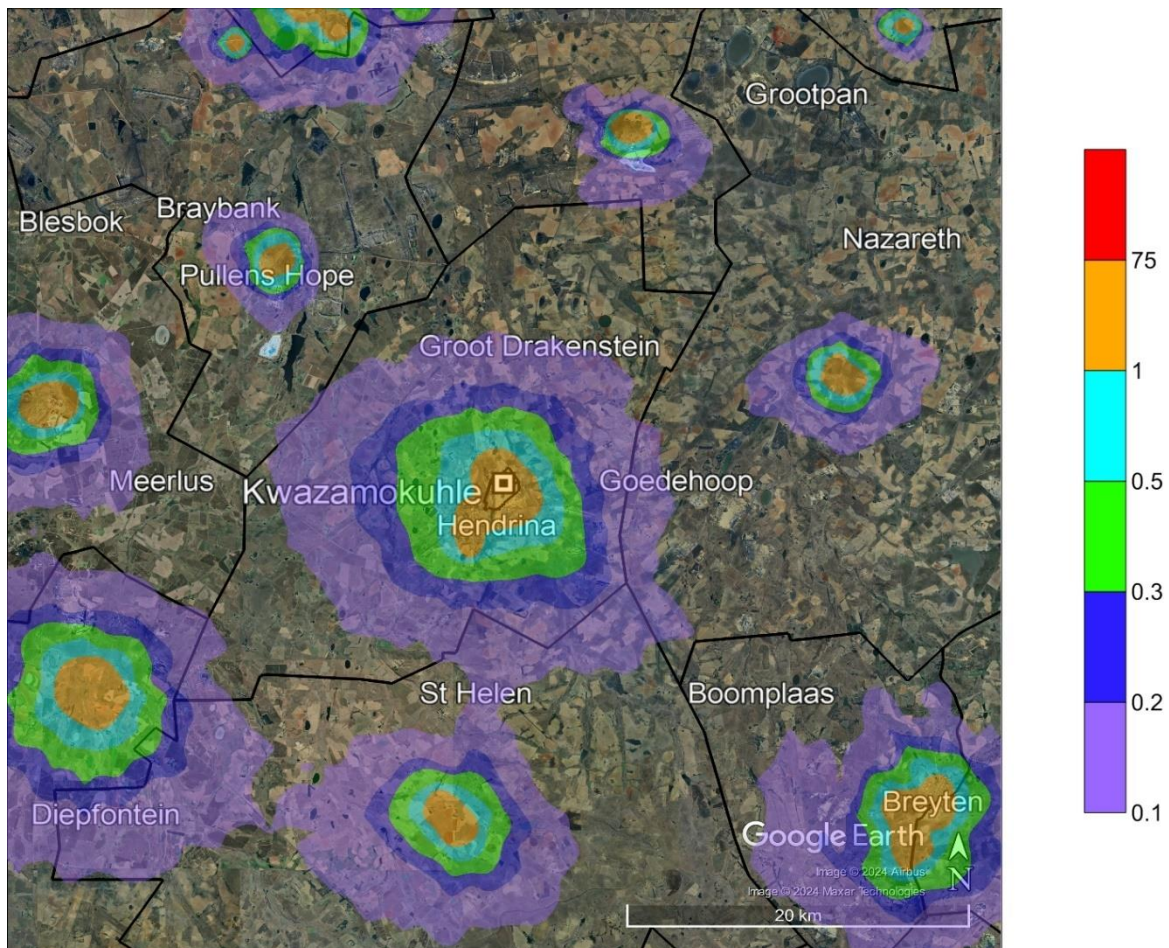 Grootpan
Blesbok
Braybank
Nazareth
Pullens Hope
Groot Drakenstein
Meerlus
Kwazamokuhle
Goedehoop
Hendrina
St Helen
Boomplaas
Diepfontein
Breyten
Google Earth
Image © 2024 Airbus
Image © 2024 Maxar Technologies
N
20 km
75
1
0.5
0.3
0.2
0.1